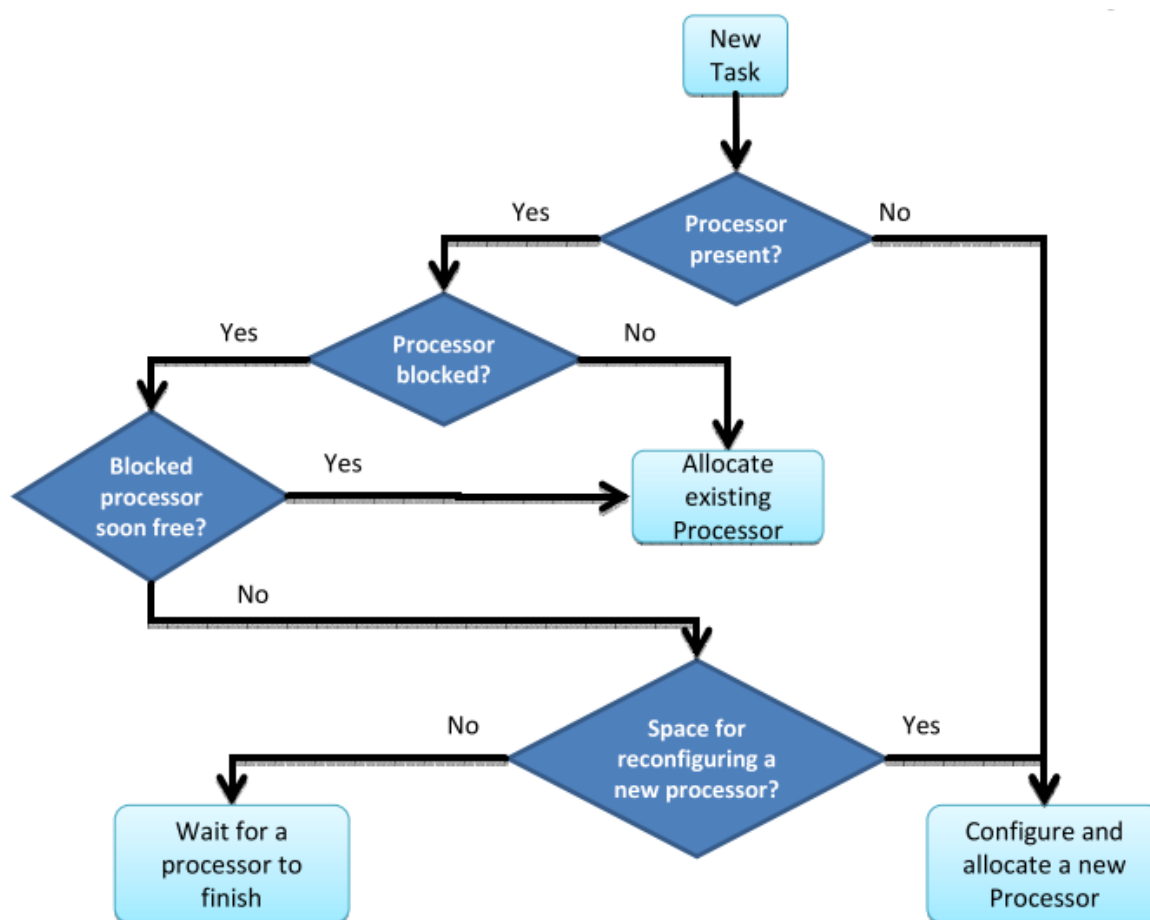 New
Task
Yes
No
Processor
present?
Yes
Processor
blocked?
No
Blocked
processor
soon free?
Yes
Allocate
existing
Processor
No
No
Space for
reconfiguring a
new processor?
Yes
Wait for a
processor to
finish
Configure and
allocate a new
Processor